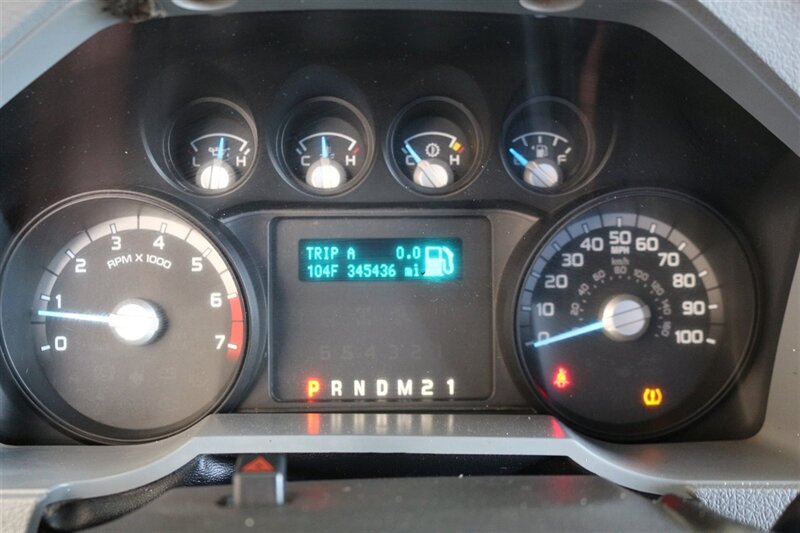 L H
C H
C H
E F
0 1 2 3 4 5 6 7
RPM X 1000
TRIP A 0.0
104F 345436 mi
P R N D M 2 1
0 10 20 30 40 50 60 70 80 90 100
MPH